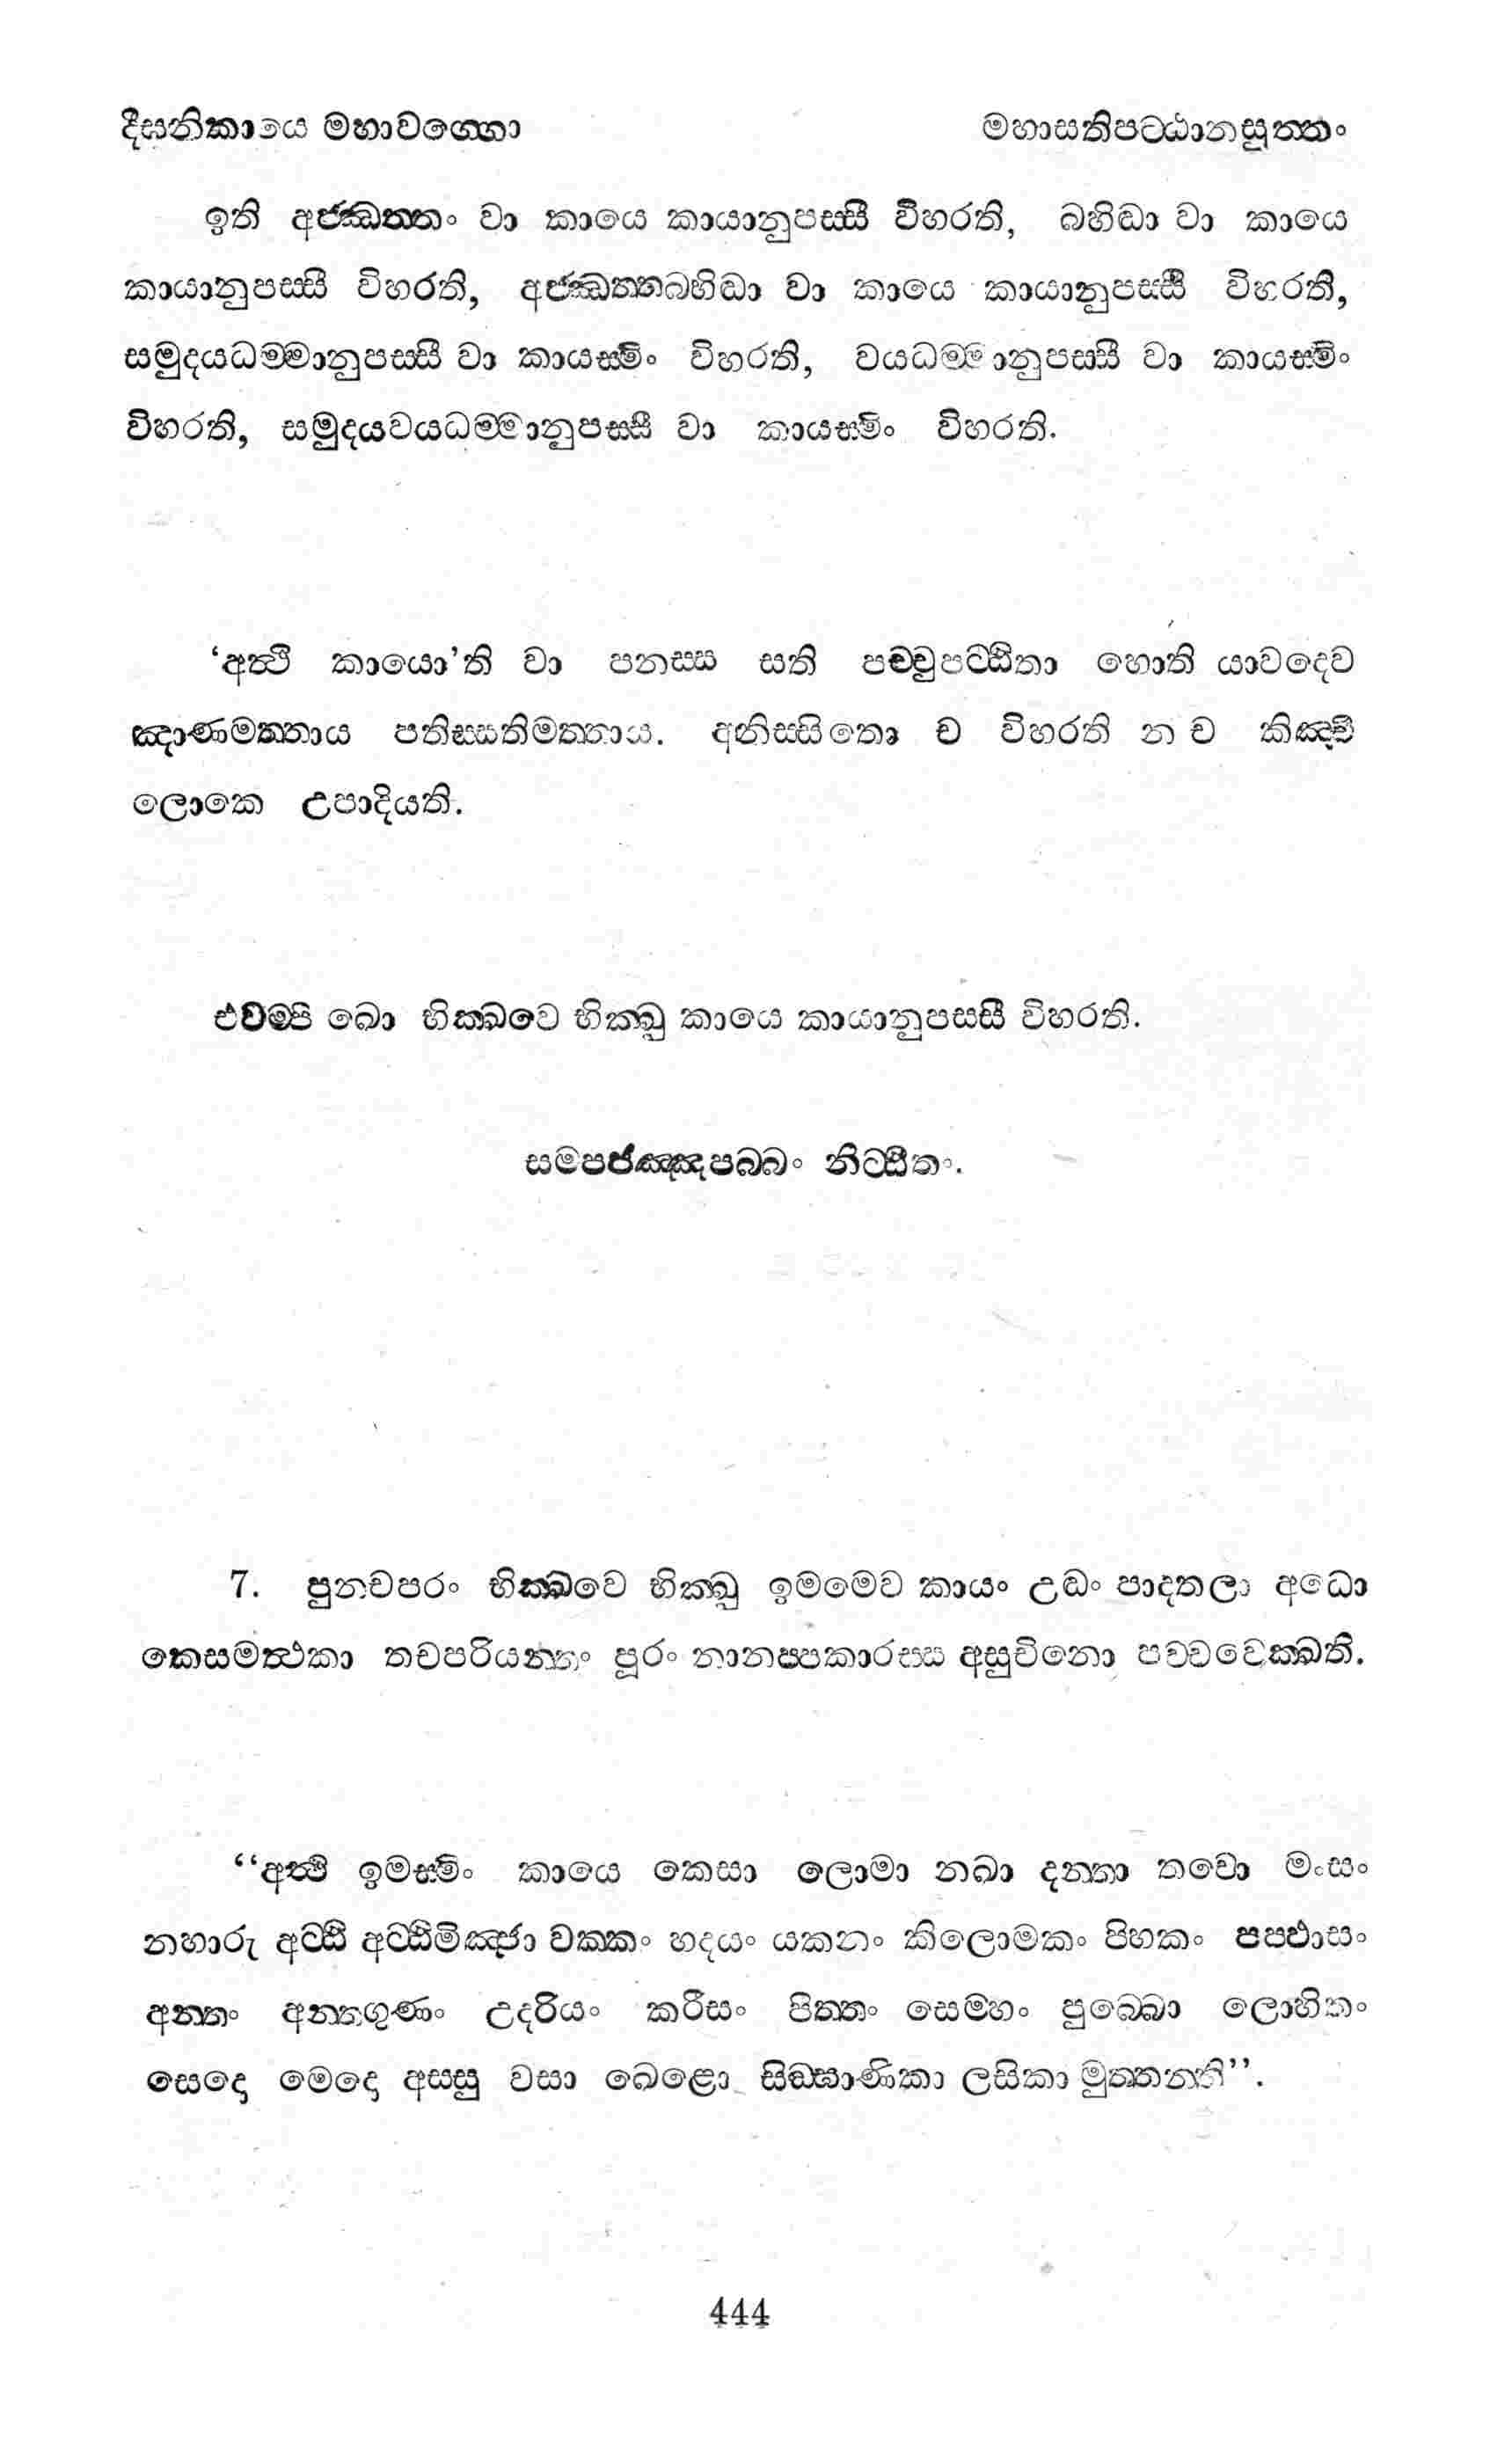 දීඝනිකායෙ මහාවග්ගො
මහාසතිපට්ඨානසුත්තං
ඉති අජ්ඣත්තං වා කායෙ කායානුපස්සී විහරති, බහිද්ධා වා කායෙ
කායානුපස්සී විහරති, අජ්ඣත්තබහිද්ධා වා කායෙ කායානුපස්සී විහරති,
සමුදයධම්මානුපස්සී වා කායස්මිං විහරති, වයධම්මානුපස්සී වා කායස්මිං
විහරති, සමුදයවයධම්මානුපස්සී වා කායස්මිං විහරති.
‘අත්ථි කායො’ති වා පනස්ස සති පච්චුපට්ඨිතා හොති යාවදෙව
ඤාණමත්තාය පතිස්සතිමත්තාය. අනිස්සිතො ච විහරති න ච කිඤ්චි
ලොකෙ උපාදියති.
එවම්පි ඛො භික්ඛවෙ භික්ඛු කායෙ කායානුපස්සී විහරති.
සම්පජඤ්ඤපබ්බං නිට්ඨිතං.
7. පුනචපරං භික්ඛවෙ භික්ඛු ඉමමෙව කායං උද්ධං පාදතලා අධො
කෙසමත්ථකා තචපරියන්තං පූරං නානප්පකාරස්ස අසුචිනො පච්චවෙක්ඛති.
‘‘අත්ථි ඉමස්මිං කායෙ කෙසා ලොමා නඛා දන්තා තචො මංසං
නහාරු අට්ඨි අට්ඨිමිඤ්ජා වක්කං හදයං යකනං කිලොමකං පිහකං පප්ඵාසං
අන්තං අන්තගුණං උදරියං කරීසං පිත්තං සෙම්හං පුබ්බො ලොහිතං
සෙදො මෙදො අස්සු වසා ඛෙළො සිඞ්ඝාණිකා ලසිකා මුත්තන්ති’’.
444